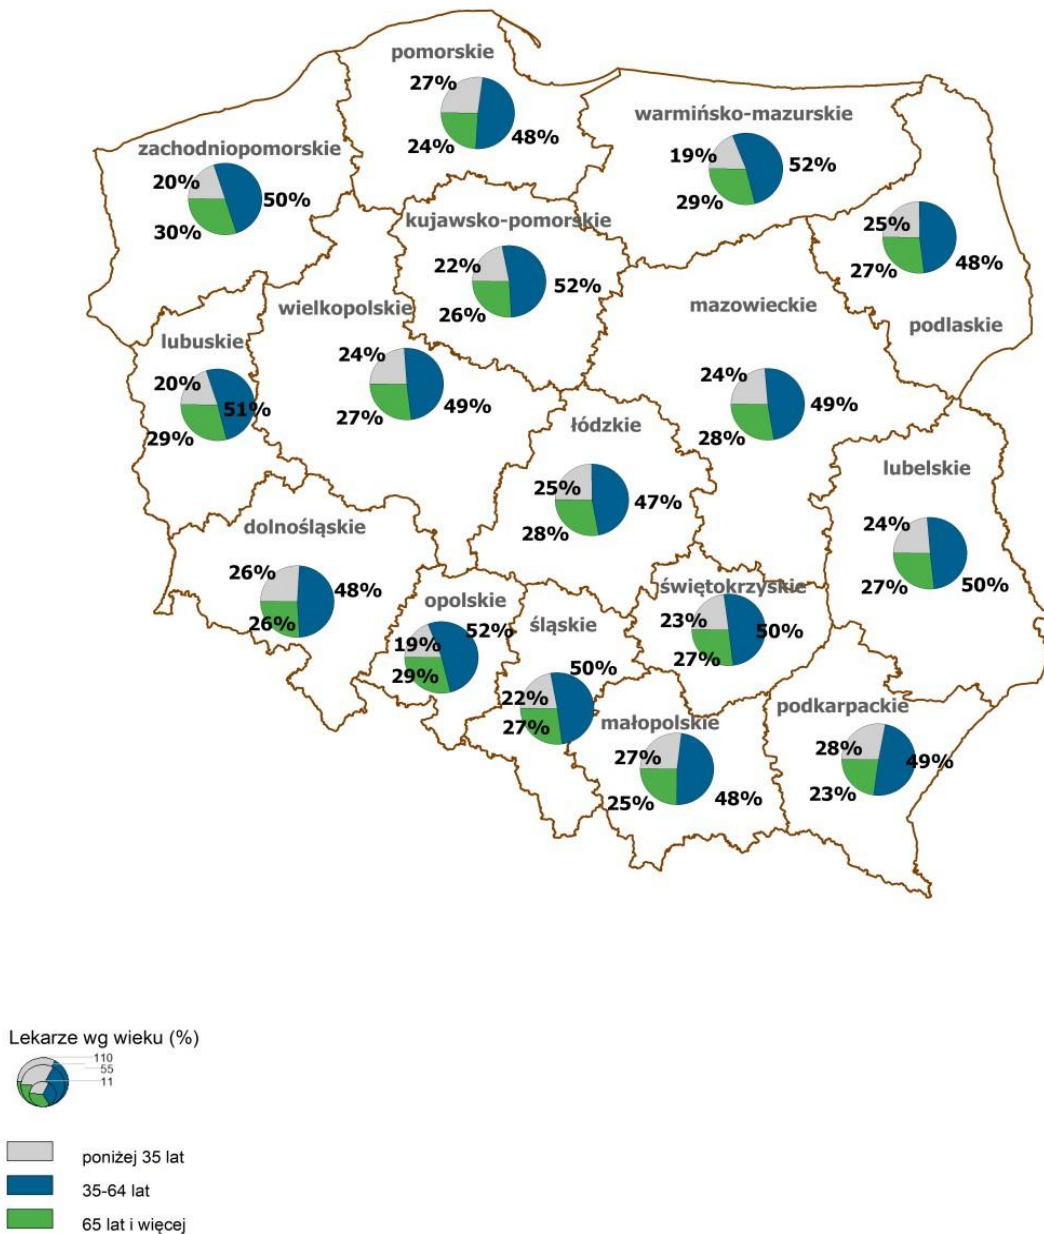 pomorskie
27%
24%
48%
warmińsko-mazurskie
19%
52%
29%
zachodniopomorskie
20%
50%
30%
kujawsko-pomorskie
22%
52%
26%
25%
27%
48%
podlaskie
wielkopolskie
24%
27%
49%
mazowieckie
24%
49%
28%
lubuskie
20%
51%
29%
łódzkie
25%
47%
28%
lubelskie
24%
27%
50%
dolnośląskie
26%
48%
26%
opolskie
19%
52%
29%
śląskie
50%
22%
27%
świętokrzyskie
23%
50%
27%
małopolskie
27%
25%
48%
podkarpackie
28%
49%
23%
Lekarze wg wieku (%)
110
55
11
poniżej 35 lat
35-64 lat
65 lat i więcej